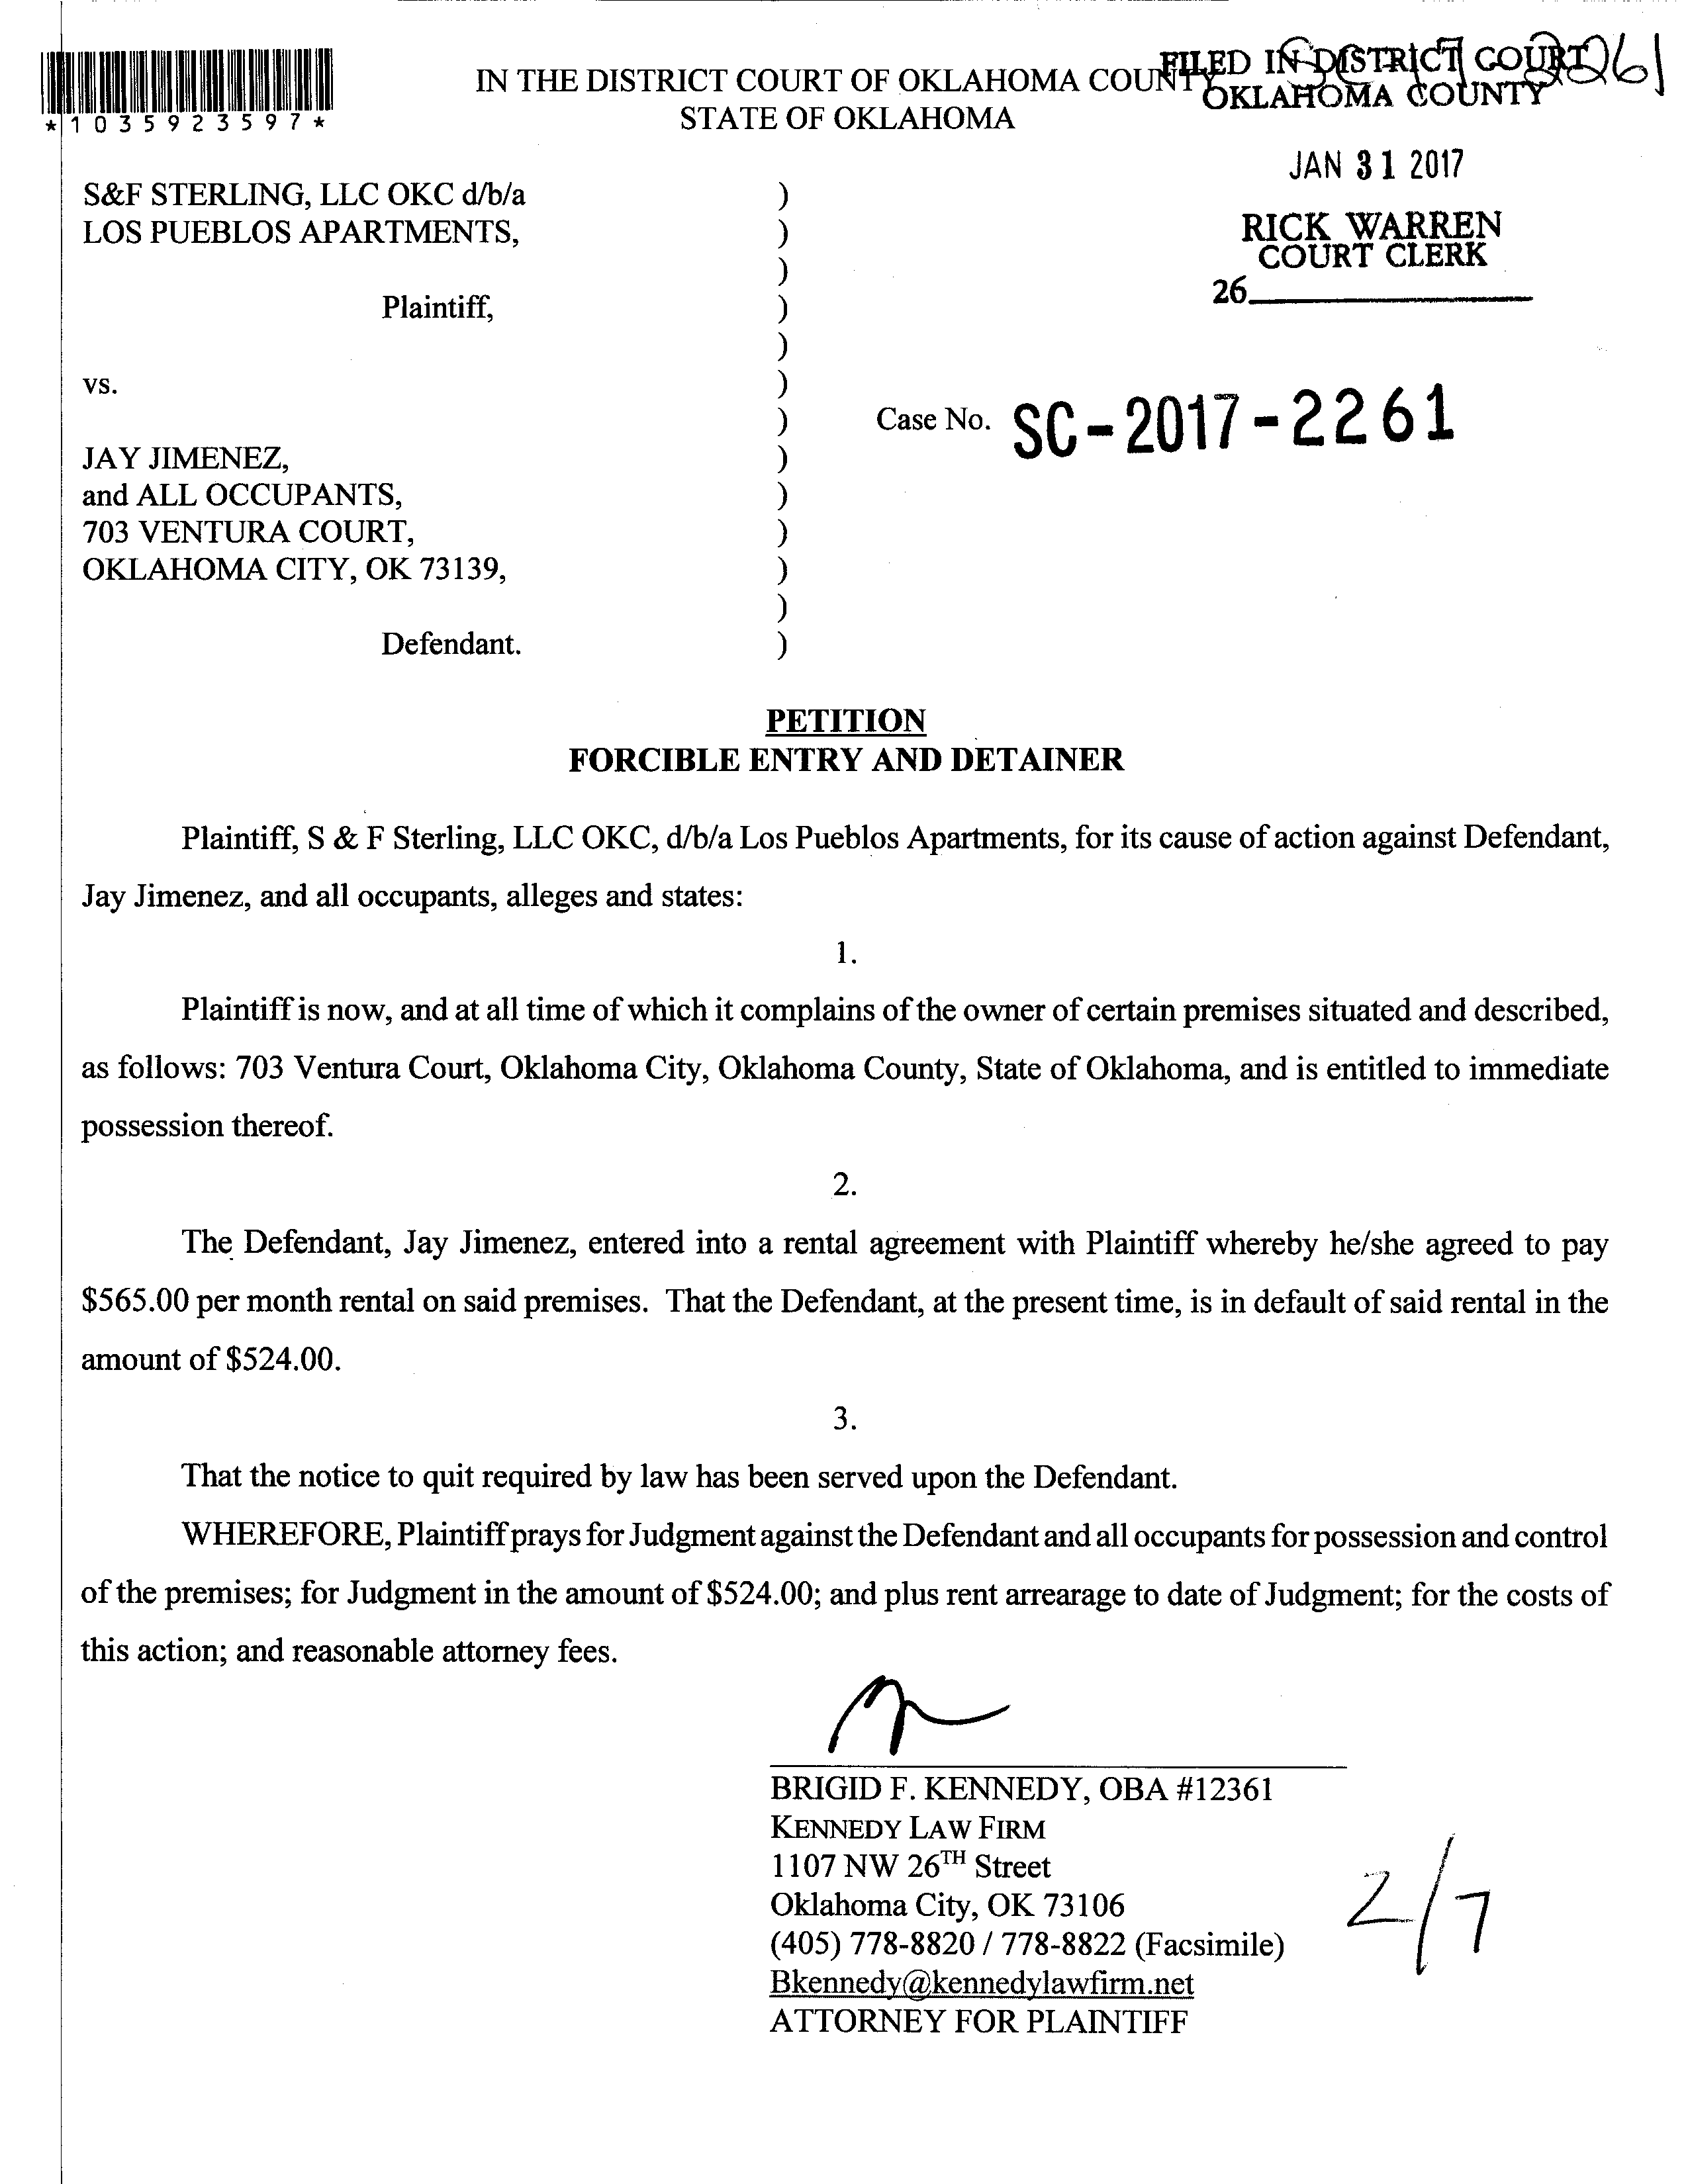 IN THE DISTRICT COURT OF OKLAHOMA COUNTY
STATE OF OKLAHOMA
*1035923597*
FILED IN DISTRICT COURT
OKLAHOMA COUNTY
JAN 31 2017
RICK WARREN
COURT CLERK
26
S&F STERLING, LLC OKC d/b/a )
LOS PUEBLOS APARTMENTS, )
)
Plaintiff, )
)
vs. )
) Case No. SC-2017-2261
JAY JIMENEZ, )
and ALL OCCUPANTS, )
703 VENTURA COURT, )
OKLAHOMA CITY, OK 73139, )
)
Defendant. )
PETITION
FORCIBLE ENTRY AND DETAINER
Plaintiff, S & F Sterling, LLC OKC, d/b/a Los Pueblos Apartments, for its cause of action against Defendant,
Jay Jimenez, and all occupants, alleges and states:
1.
Plaintiff is now, and at all time of which it complains of the owner of certain premises situated and described,
as follows: 703 Ventura Court, Oklahoma City, Oklahoma County, State of Oklahoma, and is entitled to immediate
possession thereof.
2.
The Defendant, Jay Jimenez, entered into a rental agreement with Plaintiff whereby he/she agreed to pay
$565.00 per month rental on said premises. That the Defendant, at the present time, is in default of said rental in the
amount of $524.00.
3.
That the notice to quit required by law has been served upon the Defendant.
WHEREFORE, Plaintiff prays for Judgment against the Defendant and all occupants for possession and control
of the premises; for Judgment in the amount of $524.00; and plus rent arrearage to date of Judgment; for the costs of
this action; and reasonable attorney fees.
BRIGID F. KENNEDY, OBA #12361
KENNEDY LAW FIRM
1107 NW 26TH Street
Oklahoma City, OK 73106
(405) 778-8820 / 778-8822 (Facsimile)
Bkennedy@kennedylawfirm.net
ATTORNEY FOR PLAINTIFF
2/7